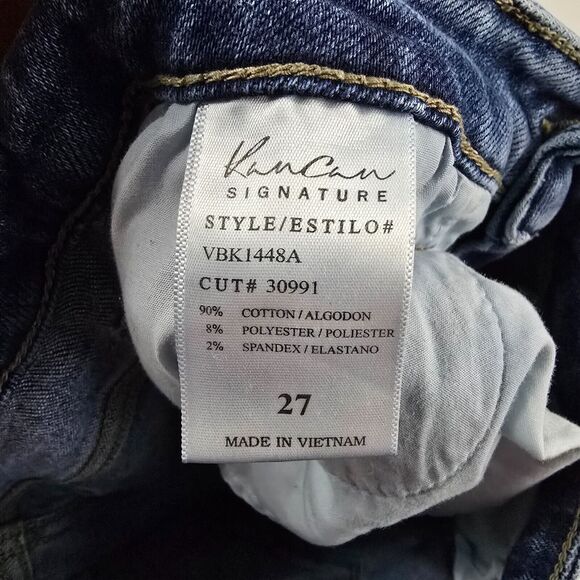 KanCan
SIGNATURE
STYLE/ESTILO#
VBK1448A
CUT# 30991
90% COTTON / ALGODON
8% POLYESTER / POLIESTER
2% SPANDEX / ELASTANO
27
MADE IN VIETNAM